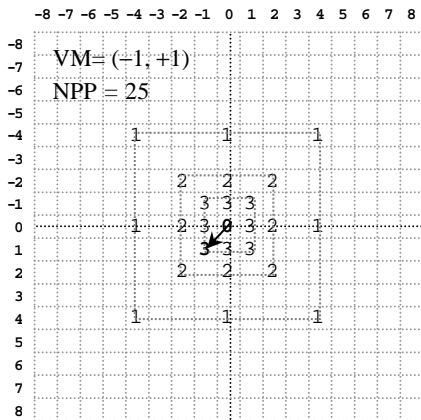 -8 -7 -6 -5 -4 -3 -2 -1 0 1 2 3 4 5 6 7 8
-8
VM= (−1, +1)
-7
-6
NPP = 25
-5
-4 1 1 1
-3
-2 2 2 2
-1 3 3 3
0 1 2 3 0 3 2 1
1 3 3 3
2 2 2 2
3
4 1 1 1
5
6
7
8